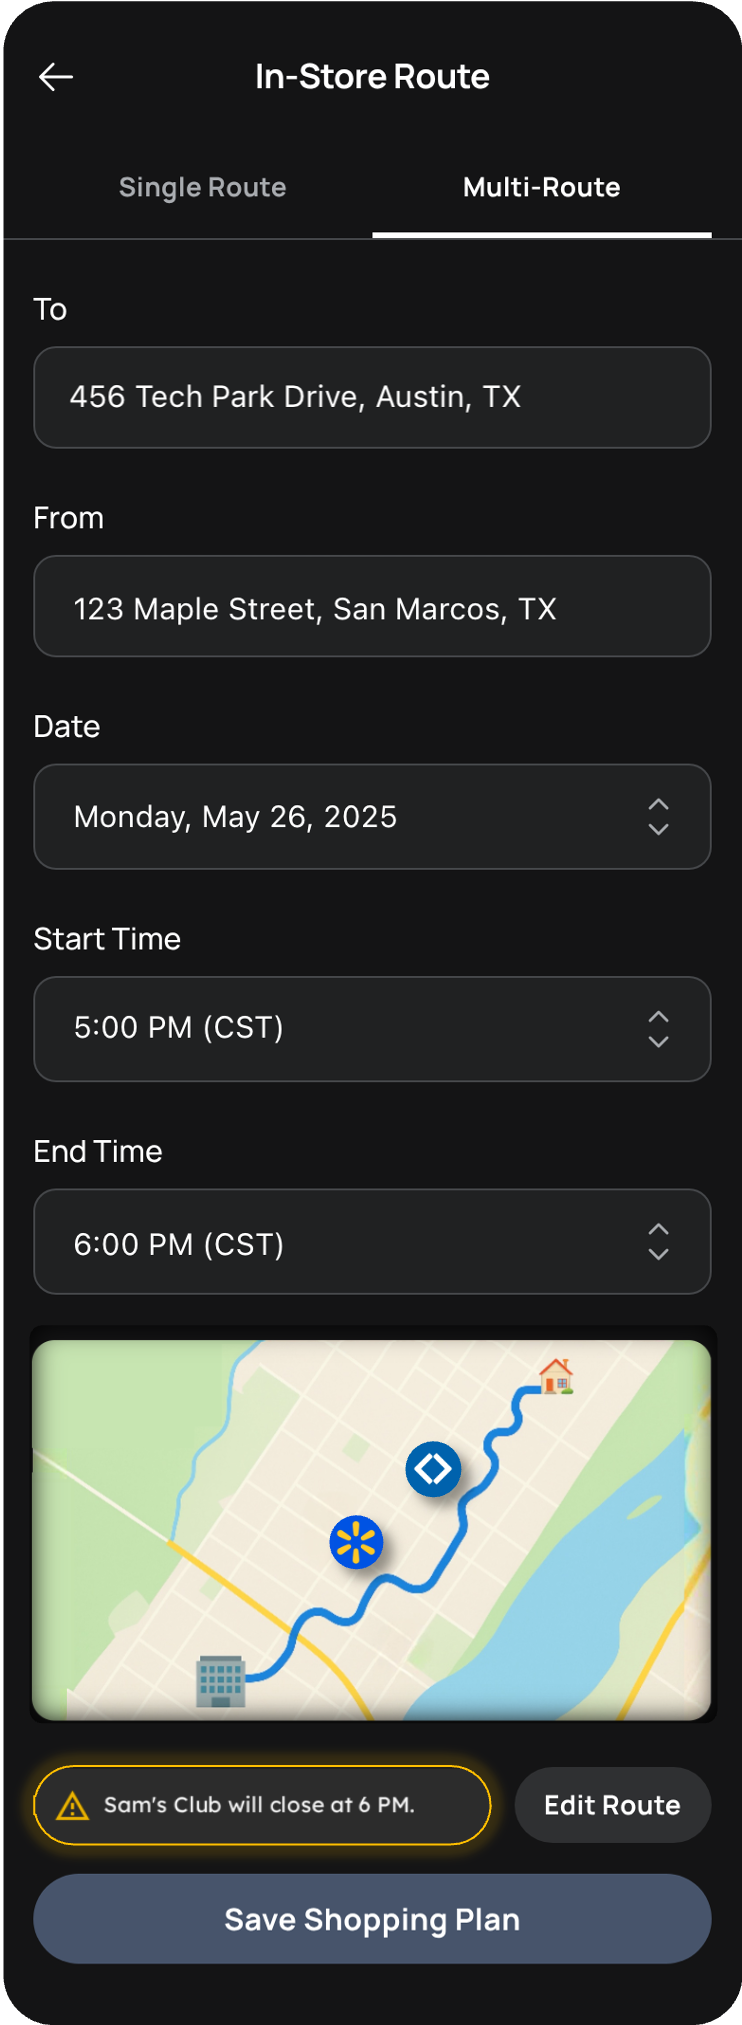 In-Store Route
Single Route
Multi-Route
To
456 Tech Park Drive, Austin, TX
From
123 Maple Street, San Marcos, TX
Date
Monday, May 26, 2025
Start Time
5:00 PM (CST)
End Time
6:00 PM (CST)
Sam's Club will close at 6 PM.
Edit Route
Save Shopping Plan